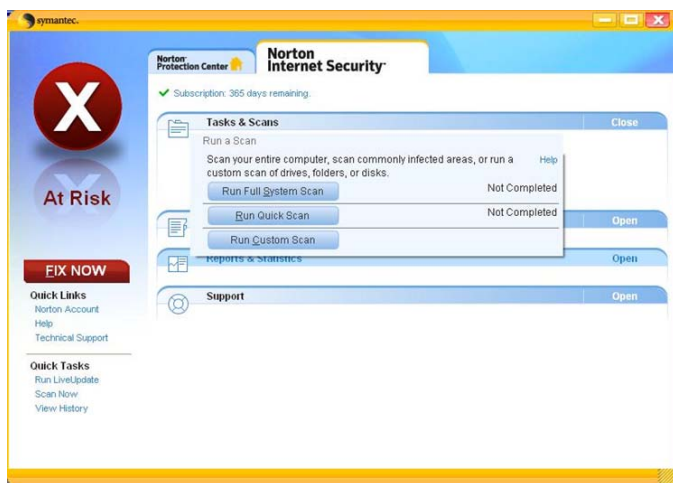 symantec.
Norton
Protection Center
Norton
Internet Security
Subscription: 365 days remaining.
X
At Risk
FIX NOW
Quick Links
Norton Account
Help
Technical Support
Quick Tasks
Run LiveUpdate
Scan Now
View History
Tasks & Scans Close
Run a Scan
Scan your entire computer, scan commonly infected areas, or run a Help
custom scan of drives, folders, or disks.
Run Full System Scan Not Completed
Run Quick Scan Not Completed
Run Custom Scan
Open
Reports & Statistics Open
Support Open